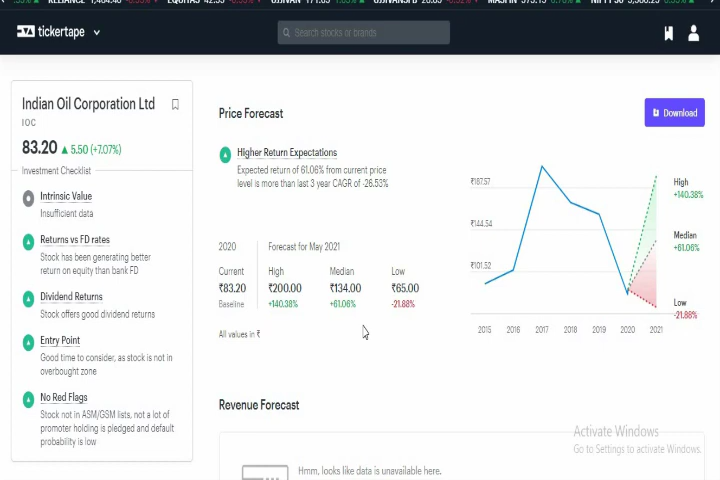 RELIANCE
tickertape
Search stocks or brands
Indian Oil Corporation Ltd
IOC
83.20 ▲ 5.50 (+7.07%)
Investment Checklist
Intrinsic Value
Insufficient data
Returns vs FD rates
Stock has been generating better
return on equity than bank FD
Dividend Returns
Stock offers good dividend returns
Entry Point
Good time to consider, as stock is not in
overbought zone
No Red Flags
Stock not in ASM/GSM lists, not a lot of
promoter holding is pledged and default
probability is low
Price Forecast
Download
Higher Return Expectations
Expected return of 61.06% from current
price level is more than last 3 year CAGR of -26.53%
2020 Forecast for May 2021
Current High Median Low
₹83.20 ₹200.00 ₹134.00 ₹65.00
Baseline +140.38% +61.06% -21.88%
All values in ₹
₹187.57
₹144.54
₹101.52
High
+140.38%
Median
+61.06%
Low
-21.88%
2015 2016 2017 2018 2019 2020 2021
Revenue Forecast
Hmm, looks like data is unavailable here.
Activate Windows
Go to Settings to activate Windows.